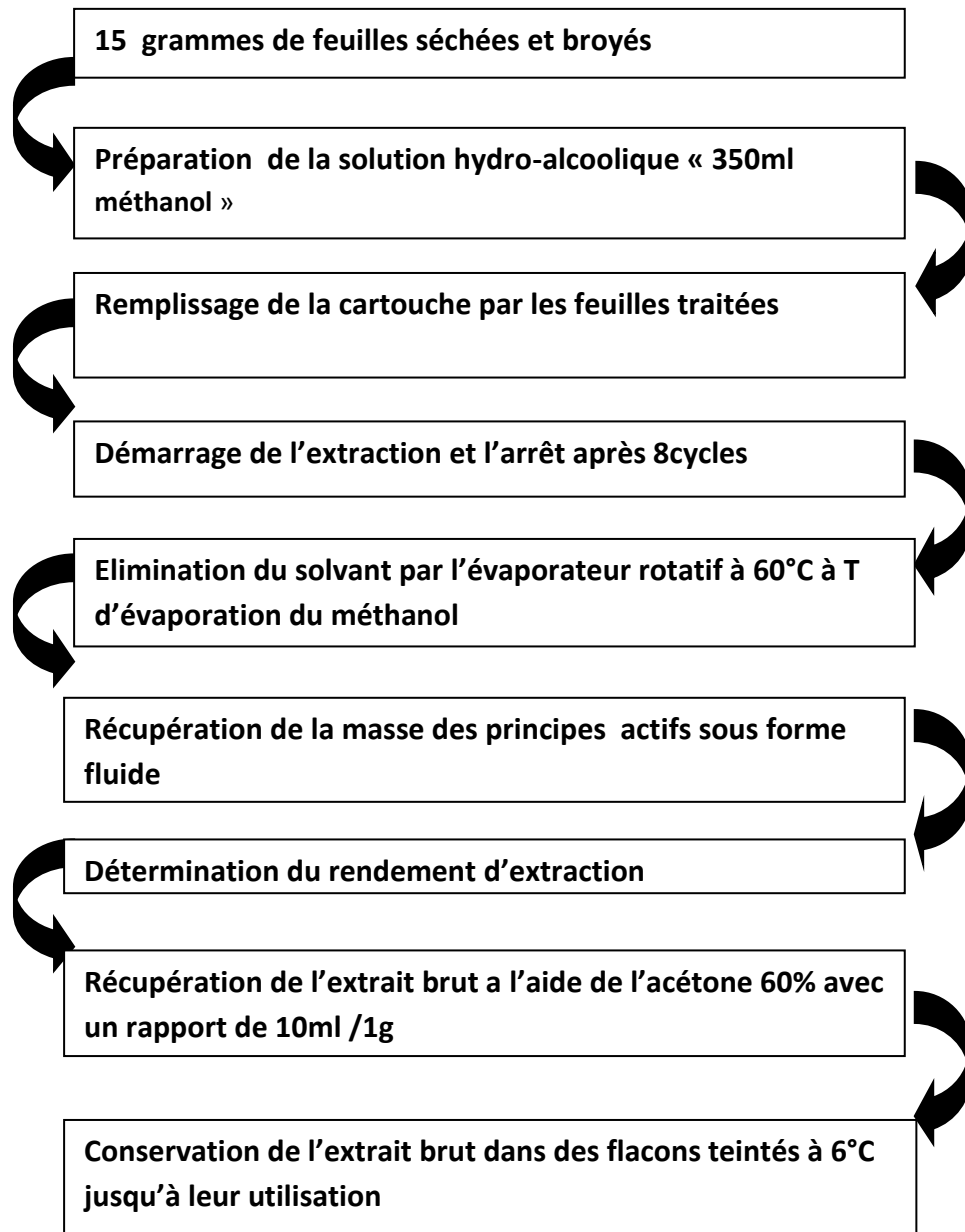 15 grammes de feuilles séchées et broyés
Préparation de la solution hydro-alcoolique « 350ml
méthanol »
Remplissage de la cartouche par les feuilles traitées
Démarrage de l’extraction et l’arrêt après 8cycles
Elimination du solvant par l’évaporateur rotatif à 60°C à T
d’évaporation du méthanol
Récupération de la masse des principes actifs sous forme
fluide
Détermination du rendement d’extraction
Récupération de l’extrait brut a l’aide de l’acétone 60% avec
un rapport de 10ml /1g
Conservation de l’extrait brut dans des flacons teintés à 6°C
jusqu’à leur utilisation